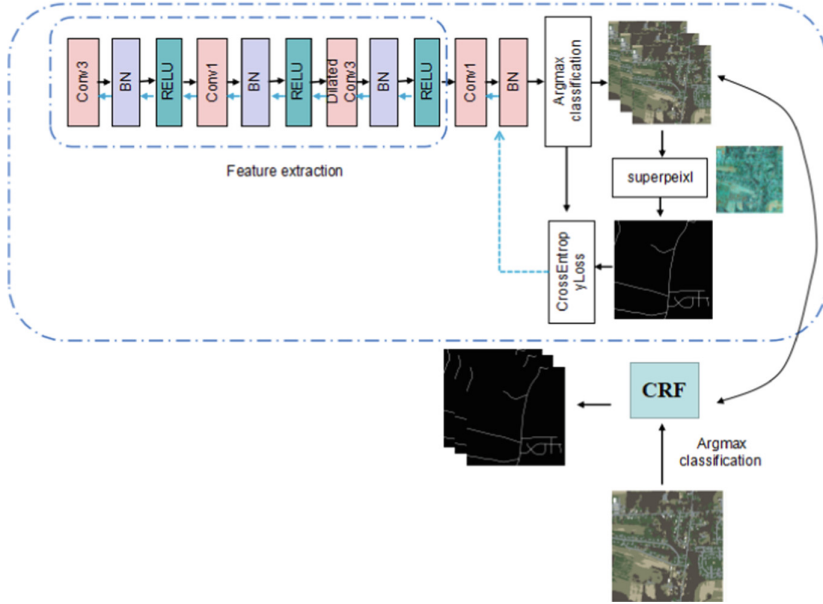 Conv3
BN
RELU
Conv1
BN
RELU
Dilated
Conv3
BN
RELU
Conv1
BN
Argmax
classification
Feature extraction
superpeixl
CrossEntrop
yLoss
CRF
Argmax
classification